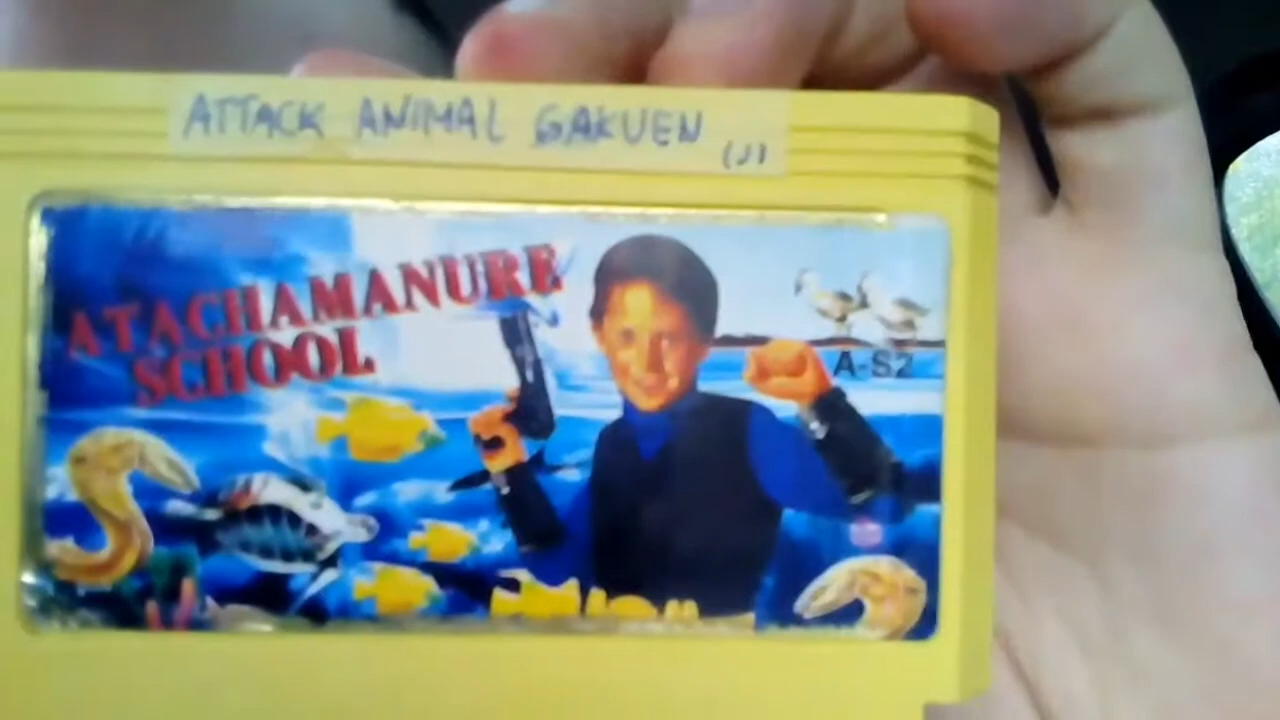 ATTACK ANIMAL GAKUEN
(J)
ATACHAMANURE
SCHOOL
A-S2